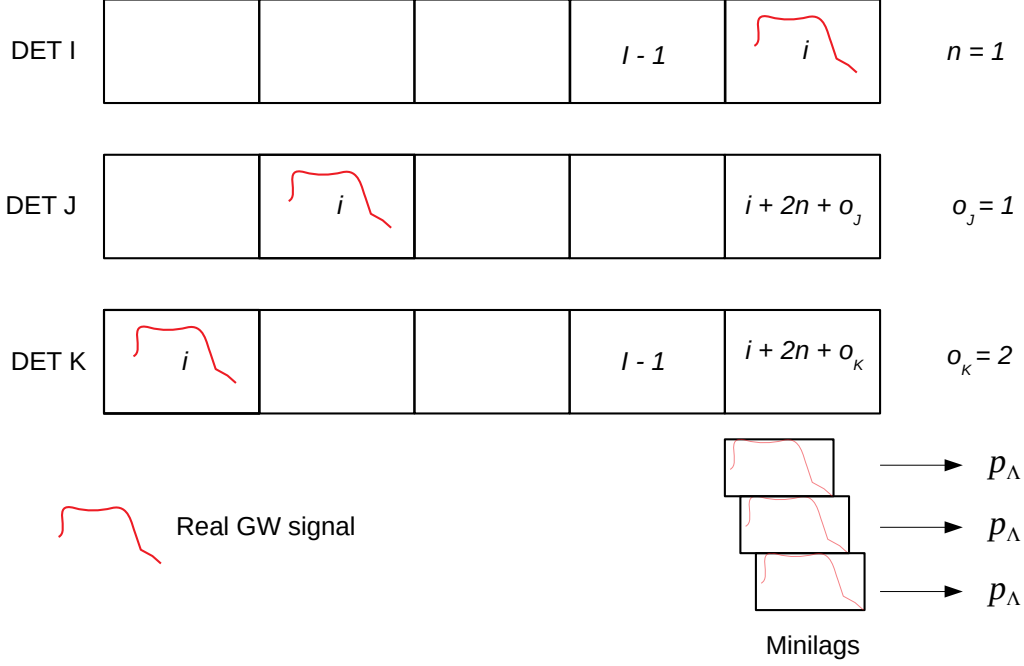 DET I I - 1 i n = 1
DET J i i + 2n + o_J o_J = 1
DET K i I - 1 i + 2n + o_K o_K = 2
p_Λ
Real GW signal p_Λ
p_Λ
Minilags